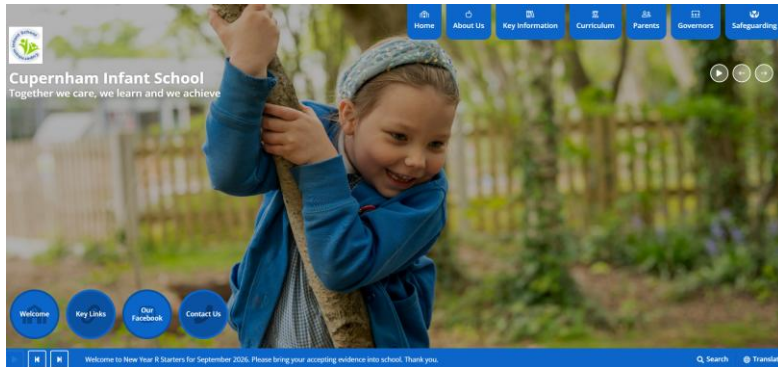 Home
About Us
Key Information
Curriculum
Parents
Governors
Safeguarding
Cupernham Infant School
Together we care, we learn and we achieve
Welcome
Key Links
Our
Facebook
Contact Us
Welcome to New Year R Starters for September 2026. Please bring your accepting evidence into school. Thank you.
Search
Translat